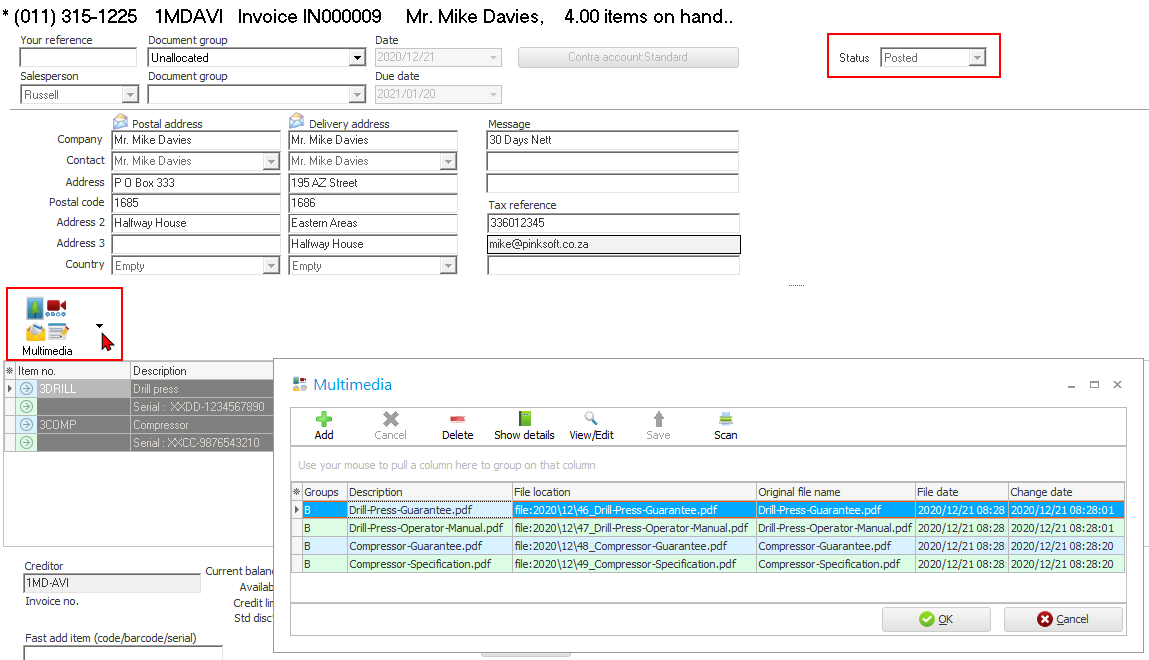 * (011) 315-1225 1MDAVI Invoice IN000009 Mr. Mike Davies, 4.00 items on hand..
Your reference Document group Date
Unallocated 2020/12/21 Contra account:Standard Status Posted
Salesperson Document group Due date
Russell 2021/01/20
Postal address Delivery address Message
Company Mr. Mike Davies Mr. Mike Davies 30 Days Nett
Contact Mr. Mike Davies Mr. Mike Davies
Address P O Box 333 195 AZ Street
Postal code 1685 1686 Tax reference
Address 2 Halfway House Eastern Areas 336012345
Address 3 Halfway House mike@pinksoft.co.za
Country Empty Empty
Multimedia
Item no. Description
3DRILL Drill press
Serial : XXDD-1234567890
3COMP Compressor
Serial : XXCC-9876543210
Multimedia
Add Cancel Delete Show details View/Edit Save Scan
Use your mouse to pull a column here to group on that column
Groups Description File location Original file name File date Change date
B Drill-Press-Guarantee.pdf file:2020\12\46_Drill-Press-Guarantee.pdf Drill-Press-Guarantee.pdf 2020/12/21 08:28 2020/12/21 08:28:01
B Drill-Press-Operator-Manual.pdf file:2020\12\47_Drill-Press-Operator-Manual.pdf Drill-Press-Operator-Manual.pdf 2020/12/21 08:28 2020/12/21 08:28:01
B Compressor-Guarantee.pdf file:2020\12\48_Compressor-Guarantee.pdf Compressor-Guarantee.pdf 2020/12/21 08:28 2020/12/21 08:28:20
B Compressor-Specification.pdf file:2020\12\49_Compressor-Specification.pdf Compressor-Specification.pdf 2020/12/21 08:28 2020/12/21 08:28:20
OK Cancel
Creditor
1MD-AVI
Invoice no.
Current balan
Availab
Credit lin
Std disc
Fast add item (code/barcode/serial)